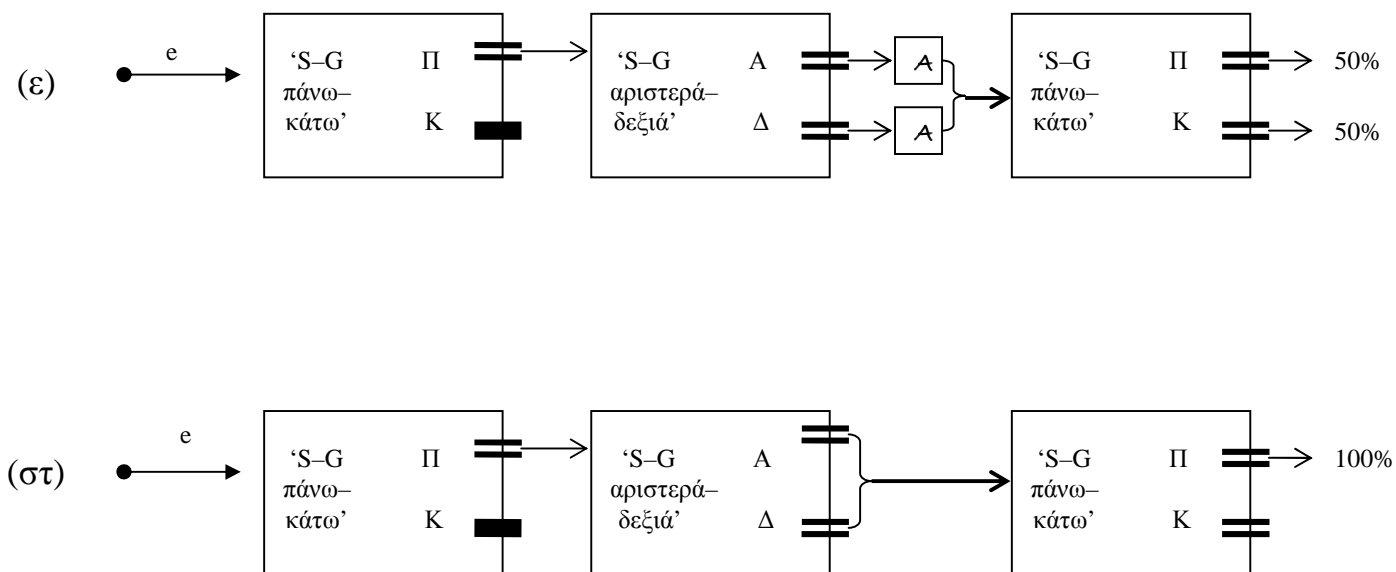 e
(ε)
‘S–G
πάνω–
κάτω’
Π
Κ
‘S–G
αριστερά–
δεξιά’
Α
Δ
A
A
‘S–G
πάνω–
κάτω’
Π
Κ
50%
50%
e
(στ)
‘S–G
πάνω–
κάτω’
Π
Κ
‘S–G
αριστερά–
δεξιά’
Α
Δ
‘S–G
πάνω–
κάτω’
Π
Κ
100%